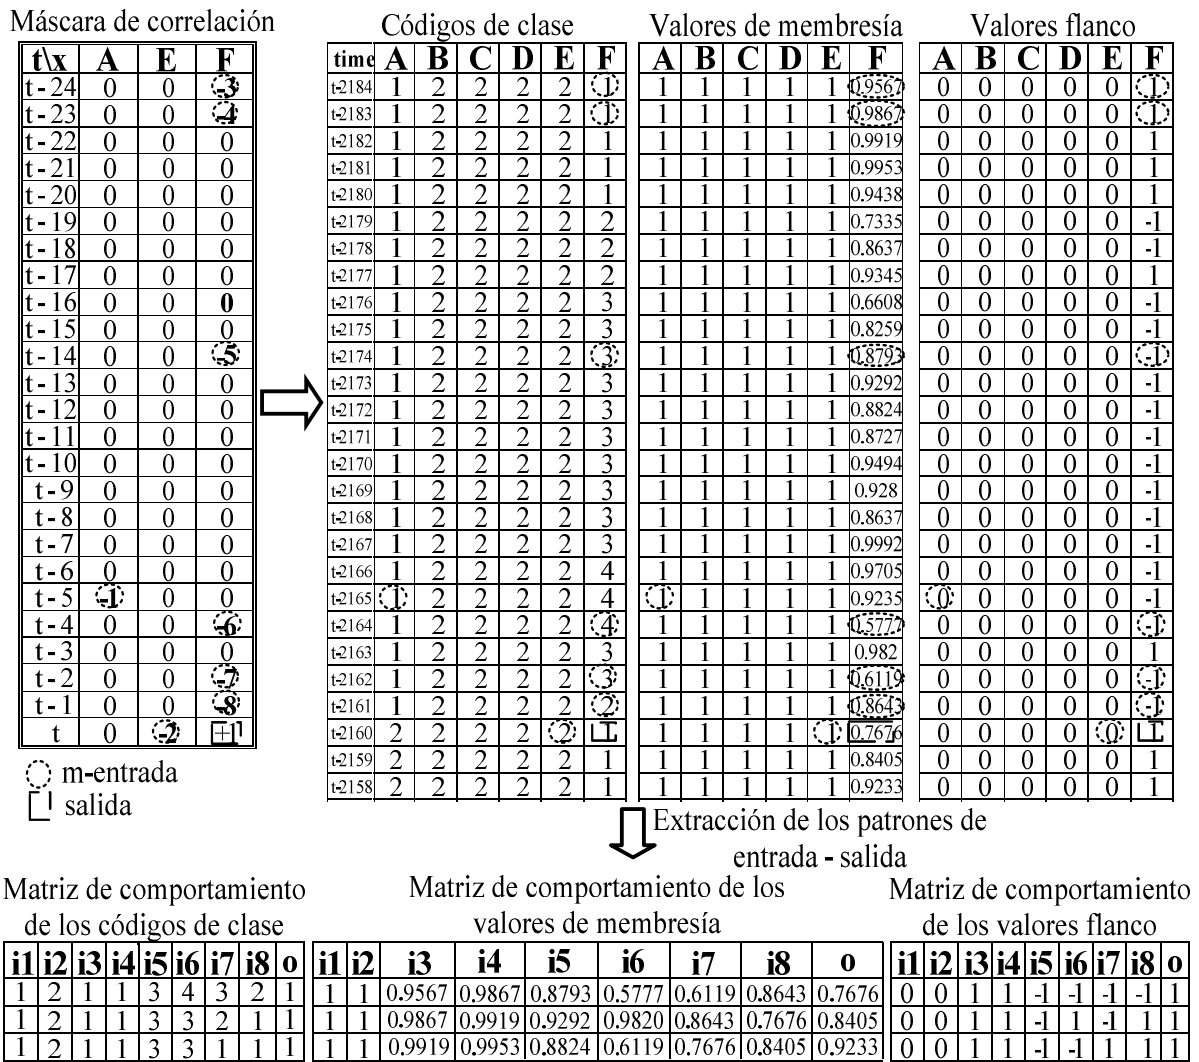 Máscara de correlación Códigos de clase Valores de membresía Valores flanco
t\x A E F time A B C D E F A B C D E F A B C D E F
t-24 0 0 -3 t-2184 1 2 2 2 2 1 1 1 1 1 1 0.9567 0 0 0 0 0 1
t-23 0 0 -4 t-2183 1 2 2 2 2 1 1 1 1 1 1 0.9867 0 0 0 0 0 1
t-22 0 0 0 t-2182 1 2 2 2 2 1 1 1 1 1 1 0.9919 0 0 0 0 0 1
t-21 0 0 0 t-2181 1 2 2 2 2 1 1 1 1 1 1 0.9953 0 0 0 0 0 1
t-20 0 0 0 t-2180 1 2 2 2 2 1 1 1 1 1 1 0.9438 0 0 0 0 0 1
t-19 0 0 0 t-2179 1 2 2 2 2 2 1 1 1 1 1 0.7335 0 0 0 0 0 -1
t-18 0 0 0 t-2178 1 2 2 2 2 2 1 1 1 1 1 0.8637 0 0 0 0 0 -1
t-17 0 0 0 t-2177 1 2 2 2 2 2 1 1 1 1 1 0.9345 0 0 0 0 0 1
t-16 0 0 0 t-2176 1 2 2 2 2 3 1 1 1 1 1 0.6608 0 0 0 0 0 -1
t-15 0 0 0 t-2175 1 2 2 2 2 3 1 1 1 1 1 0.8259 0 0 0 0 0 -1
t-14 0 0 -5 t-2174 1 2 2 2 2 3 1 1 1 1 1 0.8793 0 0 0 0 0 -1
t-13 0 0 0 t-2173 1 2 2 2 2 3 1 1 1 1 1 0.9292 0 0 0 0 0 -1
t-12 0 0 0 t-2172 1 2 2 2 2 3 1 1 1 1 1 0.8824 0 0 0 0 0 -1
t-11 0 0 0 t-2171 1 2 2 2 2 3 1 1 1 1 1 0.8727 0 0 0 0 0 -1
t-10 0 0 0 t-2170 1 2 2 2 2 3 1 1 1 1 1 0.9494 0 0 0 0 0 -1
t-9 0 0 0 t-2169 1 2 2 2 2 3 1 1 1 1 1 0.928 0 0 0 0 0 -1
t-8 0 0 0 t-2168 1 2 2 2 2 3 1 1 1 1 1 0.8637 0 0 0 0 0 -1
t-7 0 0 0 t-2167 1 2 2 2 2 3 1 1 1 1 1 0.9992 0 0 0 0 0 -1
t-6 0 0 0 t-2166 1 2 2 2 2 4 1 1 1 1 1 0.9705 0 0 0 0 0 -1
t-5 -1 0 0 t-2165 1 2 2 2 2 4 1 1 1 1 1 0.9235 0 0 0 0 0 -1
t-4 0 0 -6 t-2164 1 2 2 2 2 4 1 1 1 1 1 0.5777 0 0 0 0 0 -1
t-3 0 0 0 t-2163 1 2 2 2 2 3 1 1 1 1 1 0.982 0 0 0 0 0 1
t-2 0 0 -7 t-2162 1 2 2 2 2 3 1 1 1 1 1 0.6119 0 0 0 0 0 -1
t-1 0 0 -8 t-2161 1 2 2 2 2 2 1 1 1 1 1 0.8643 0 0 0 0 0 -1
t 0 -2 +1 t-2160 2 2 2 2 2 1 1 1 1 1 1 0.7676 0 0 0 0 0 1
t-2159 2 2 2 2 2 1 1 1 1 1 1 0.8405 0 0 0 0 0 1
t-2158 2 2 2 2 2 1 1 1 1 1 1 0.9233 0 0 0 0 0 1
m-entrada
salida
Extracción de los patrones de
entrada - salida
Matriz de comportamiento
de los códigos de clase
i1 i2 i3 i4 i5 i6 i7 i8 o
1 2 1 1 3 4 3 2 1
1 2 1 1 3 3 2 1 1
1 2 1 1 3 3 1 1 1
Matriz de comportamiento de los
valores de membresía
i1 i2 i3 i4 i5 i6 i7 i8 o
1 1 0.9567 0.9867 0.8793 0.5777 0.6119 0.8643 0.7676
1 1 0.9867 0.9919 0.9292 0.9820 0.8643 0.7676 0.8405
1 1 0.9919 0.9953 0.8824 0.6119 0.7676 0.8405 0.9233
Matriz de comportamiento
de los valores flanco
i1 i2 i3 i4 i5 i6 i7 i8 o
0 0 1 1 -1 -1 -1 -1 1
0 0 1 1 -1 1 -1 1 1
0 0 1 1 -1 -1 1 1 1